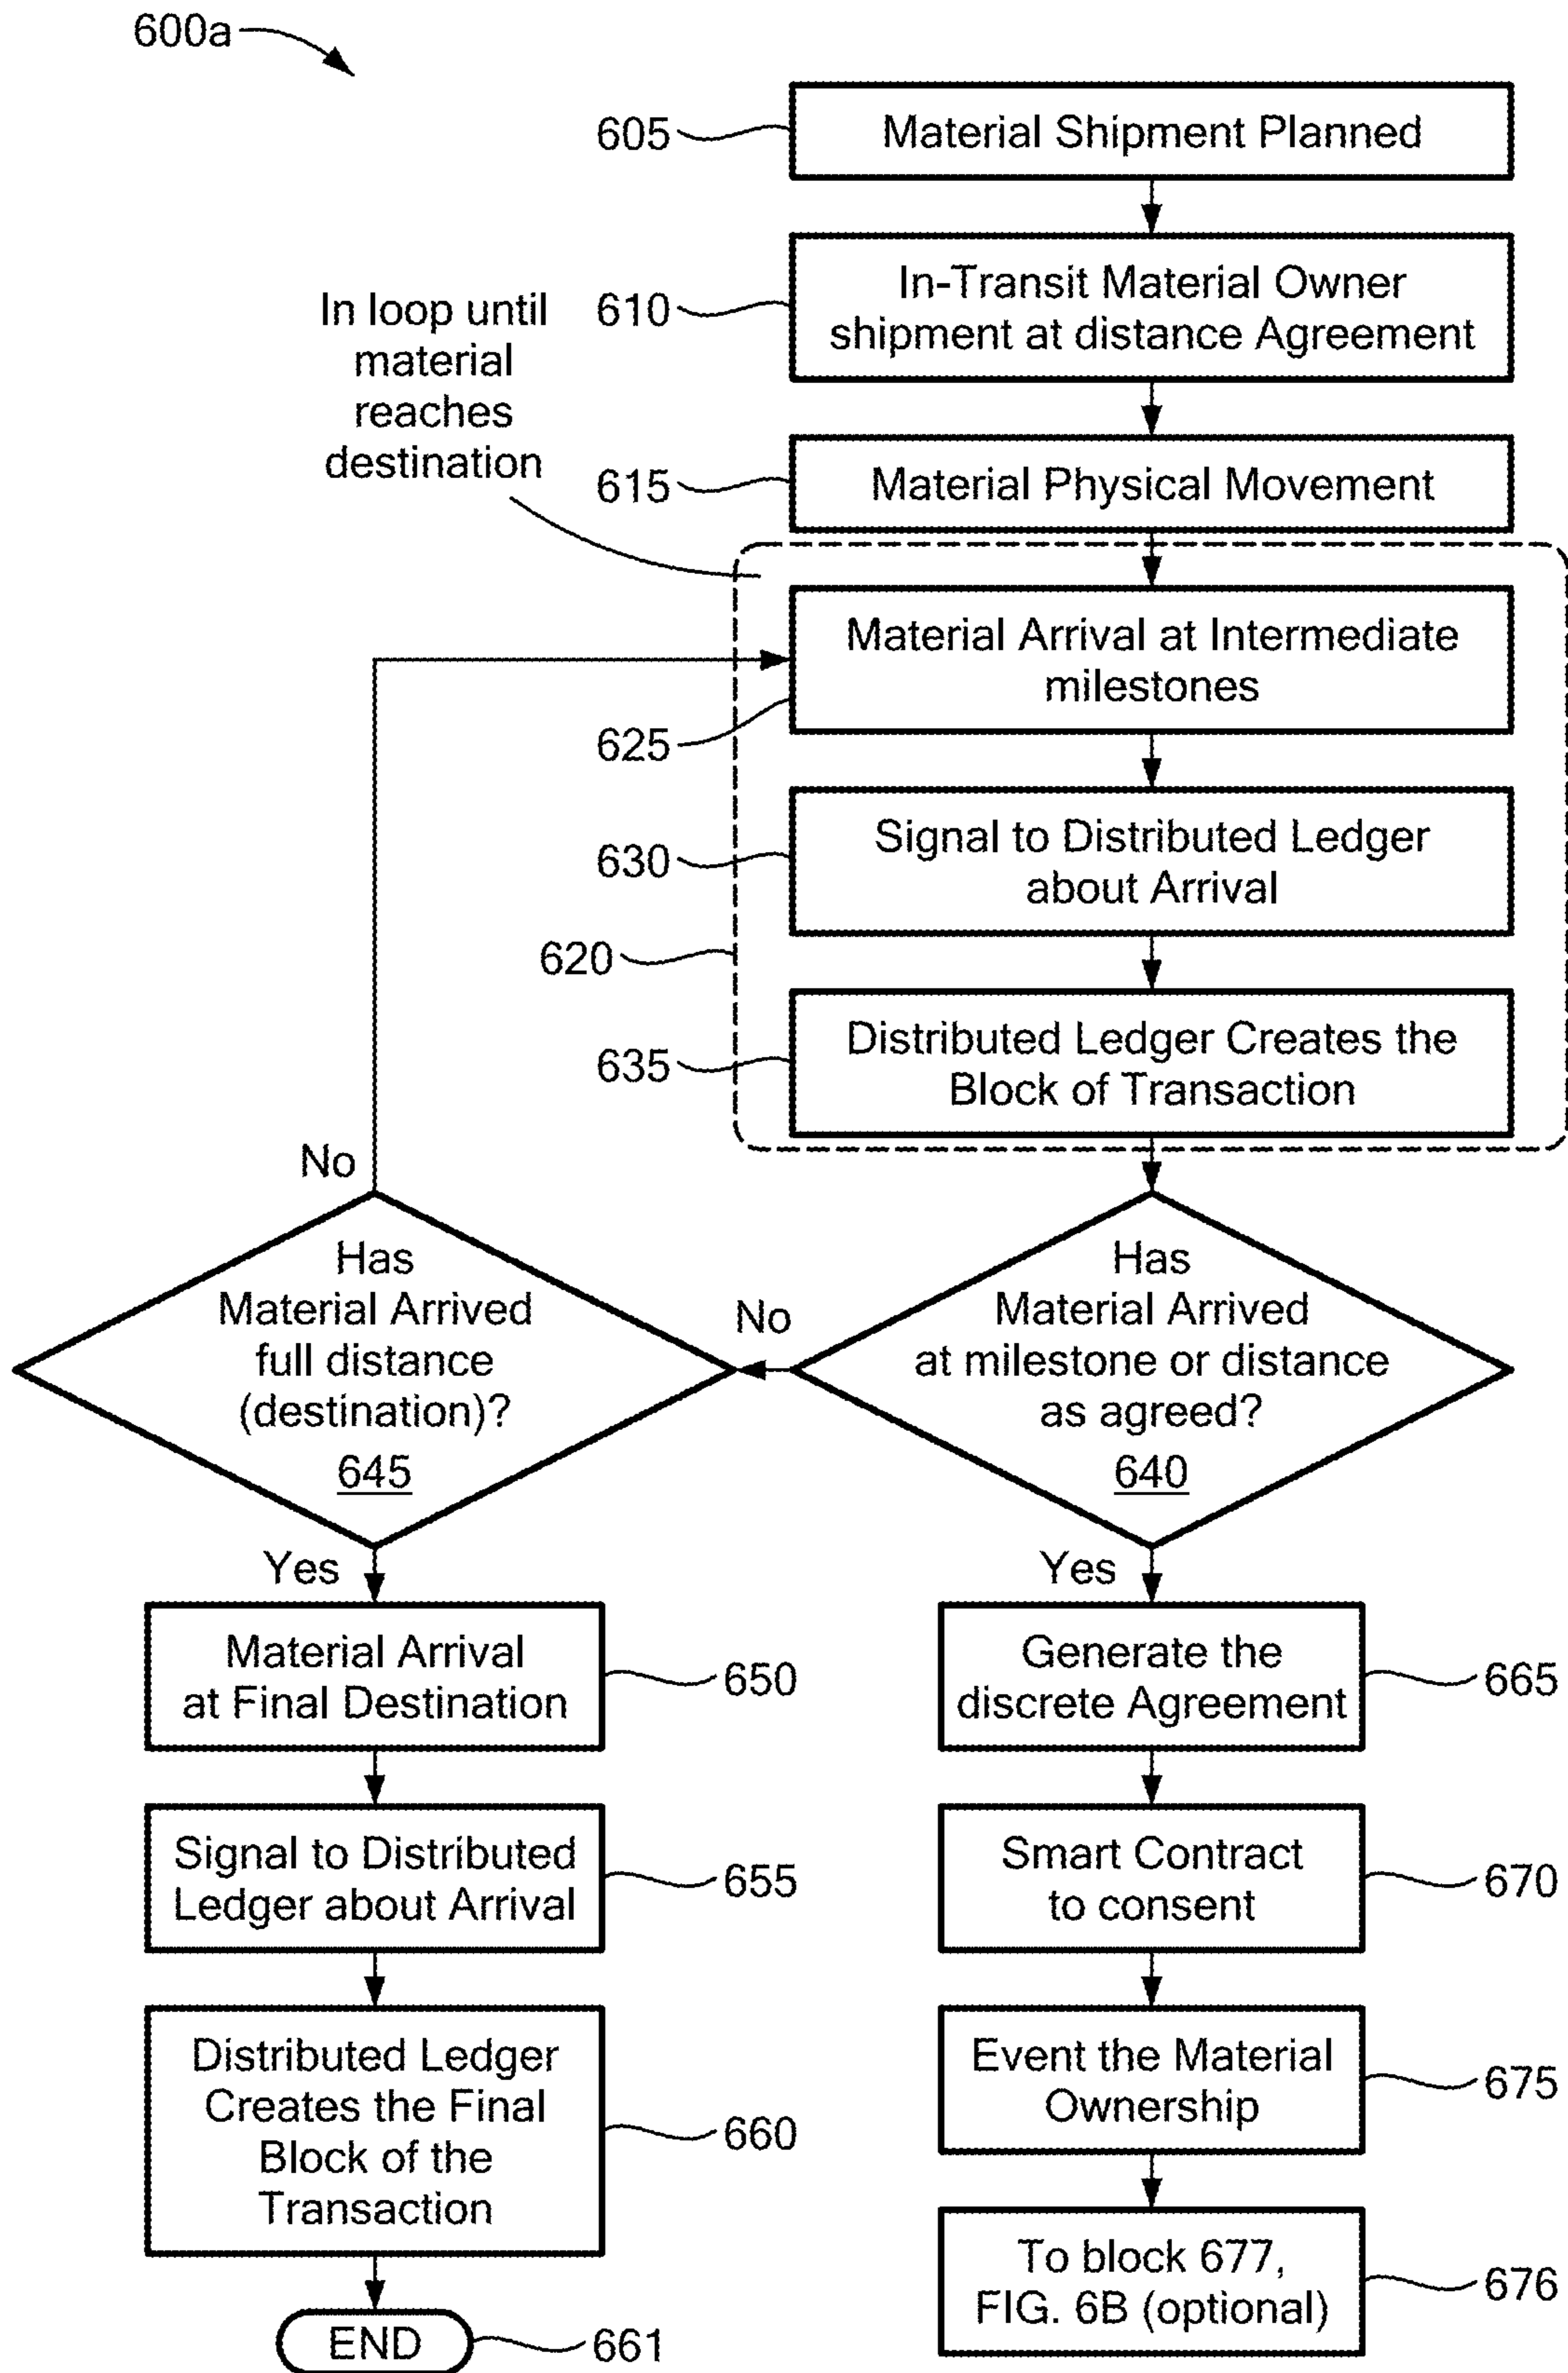 600a
605
Material Shipment Planned
In loop until
material
reaches
destination
610
In-Transit Material Owner
shipment at distance Agreement
615
Material Physical Movement
Material Arrival at Intermediate
milestones
625
630
Signal to Distributed Ledger
about Arrival
620
635
Distributed Ledger Creates the
Block of Transaction
No
Has
Material Arrived
full distance
(destination)?
645
No
Has
Material Arrived
at milestone or distance
as agreed?
640
Yes
Yes
Material Arrival
at Final Destination
650
Generate the
discrete Agreement
665
Signal to Distributed
Ledger about Arrival
655
Smart Contract
to consent
670
Distributed Ledger
Creates the Final
Block of the
Transaction
660
Event the Material
Ownership
675
END
661
To block 677,
FIG. 6B (optional)
676